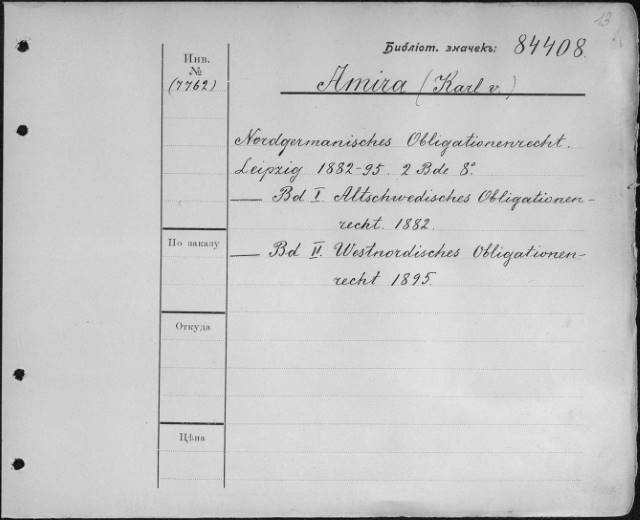 13
Библіот. значекъ: 84408.
Инв.
№
(7762)
Amira (Karl v.)
Nordgermanisches Obligationenrecht.
Leipzig 1882-95. 2 Bde 8°.
— Bd I. Altschwedisches Obligationen-
recht. 1882.
По заказу
— Bd II. Westnordisches Obligationen-
recht 1895.
Откуда
Цѣна